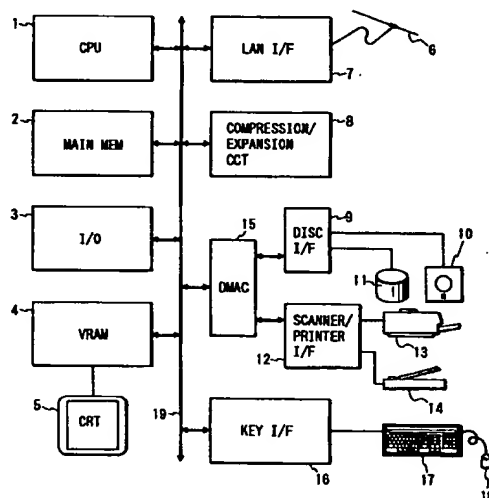 1
CPU
LAN I/F
6
7
2
MAIN MEM
COMPRESSION/
EXPANSION
CCT
8
3
I/O
15
DMAC
9
DISC
I/F
10
11
4
VRAM
SCANNER/
PRINTER
I/F
12
13
14
5
CRT
19
KEY I/F
16
17